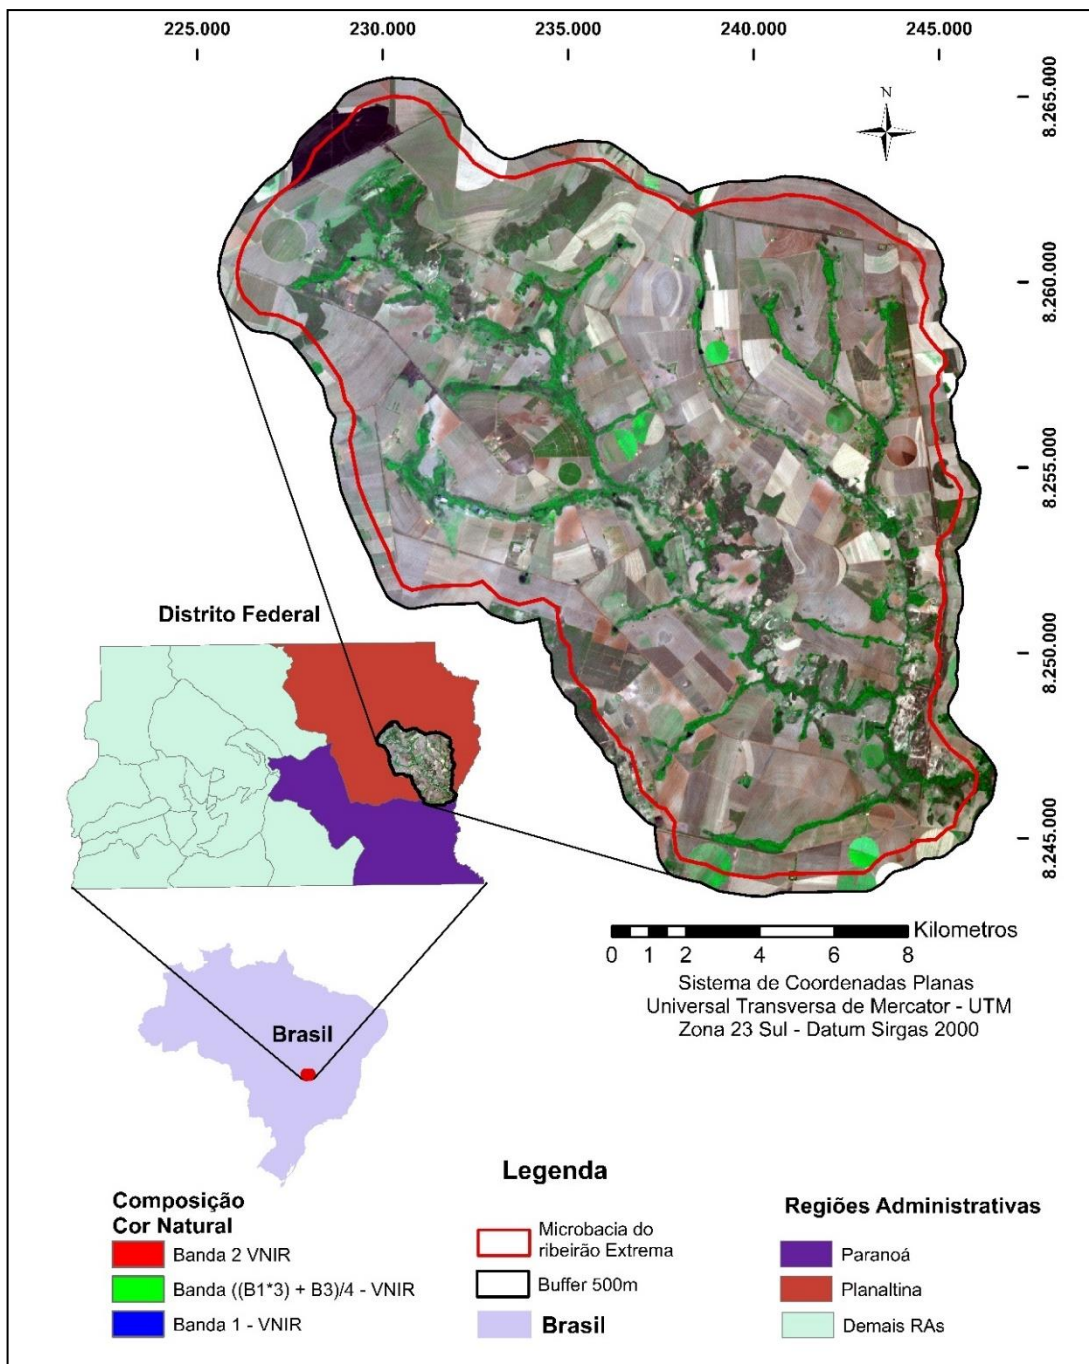 225.000 230.000 235.000 240.000 245.000
N
8.265.000
8.260.000
8.255.000
8.250.000
8.245.000
Distrito Federal
Kilometros
0 1 2 4 6 8
Sistema de Coordenadas Planas
Universal Transversa de Mercator - UTM
Zona 23 Sul - Datum Sirgas 2000
Brasil
Legenda
Composição
Cor Natural
Banda 2 VNIR
Banda ((B1*3) + B3)/4 - VNIR
Banda 1 - VNIR
Microbacia do
ribeirão Extrema
Buffer 500m
Brasil
Regiões Administrativas
Paranoá
Planaltina
Demais RAs